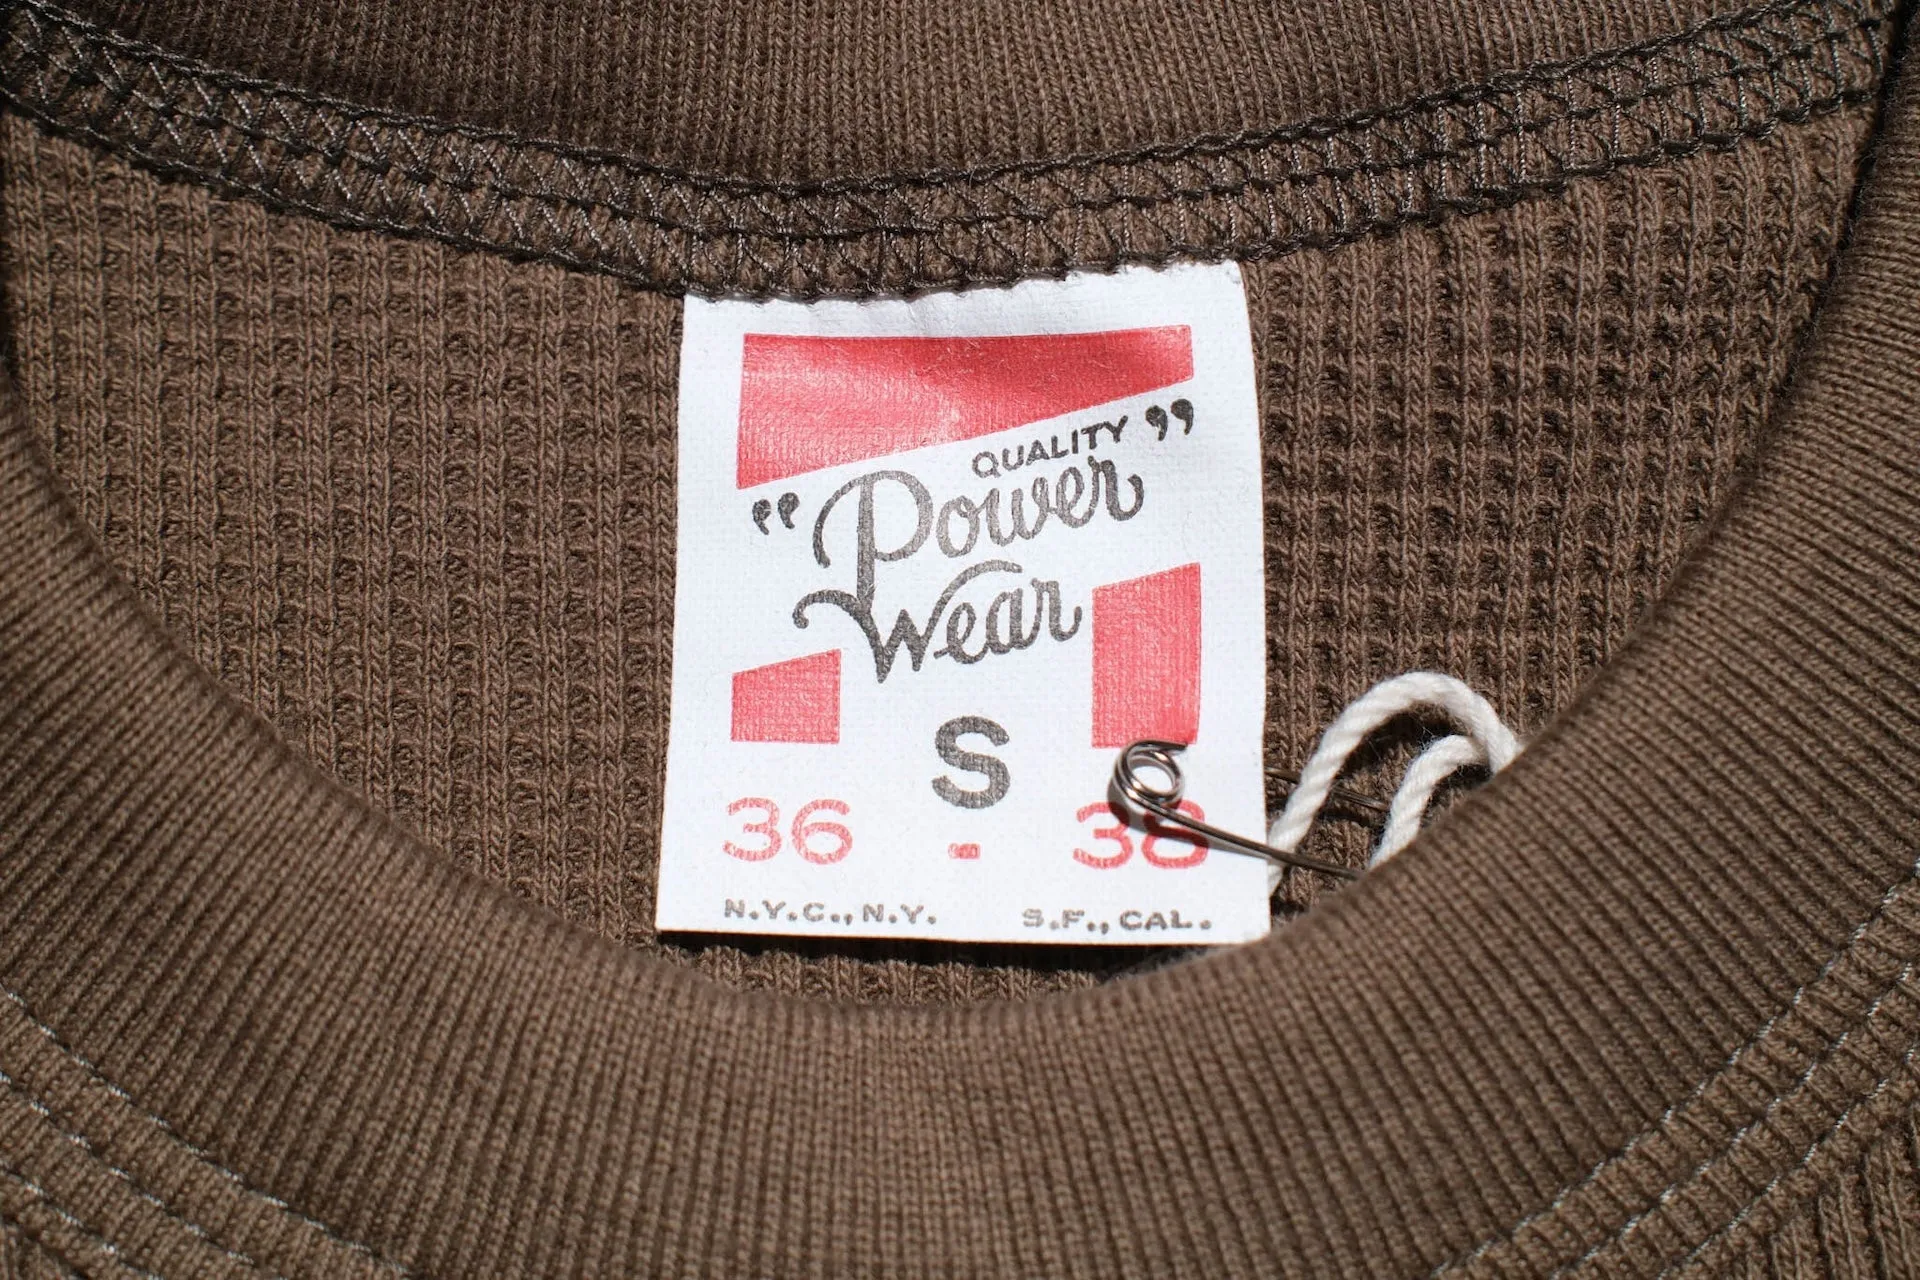 QUALITY
“Power
Wear”
S
36 - 38
N.Y.C., N.Y. S.F., CAL.